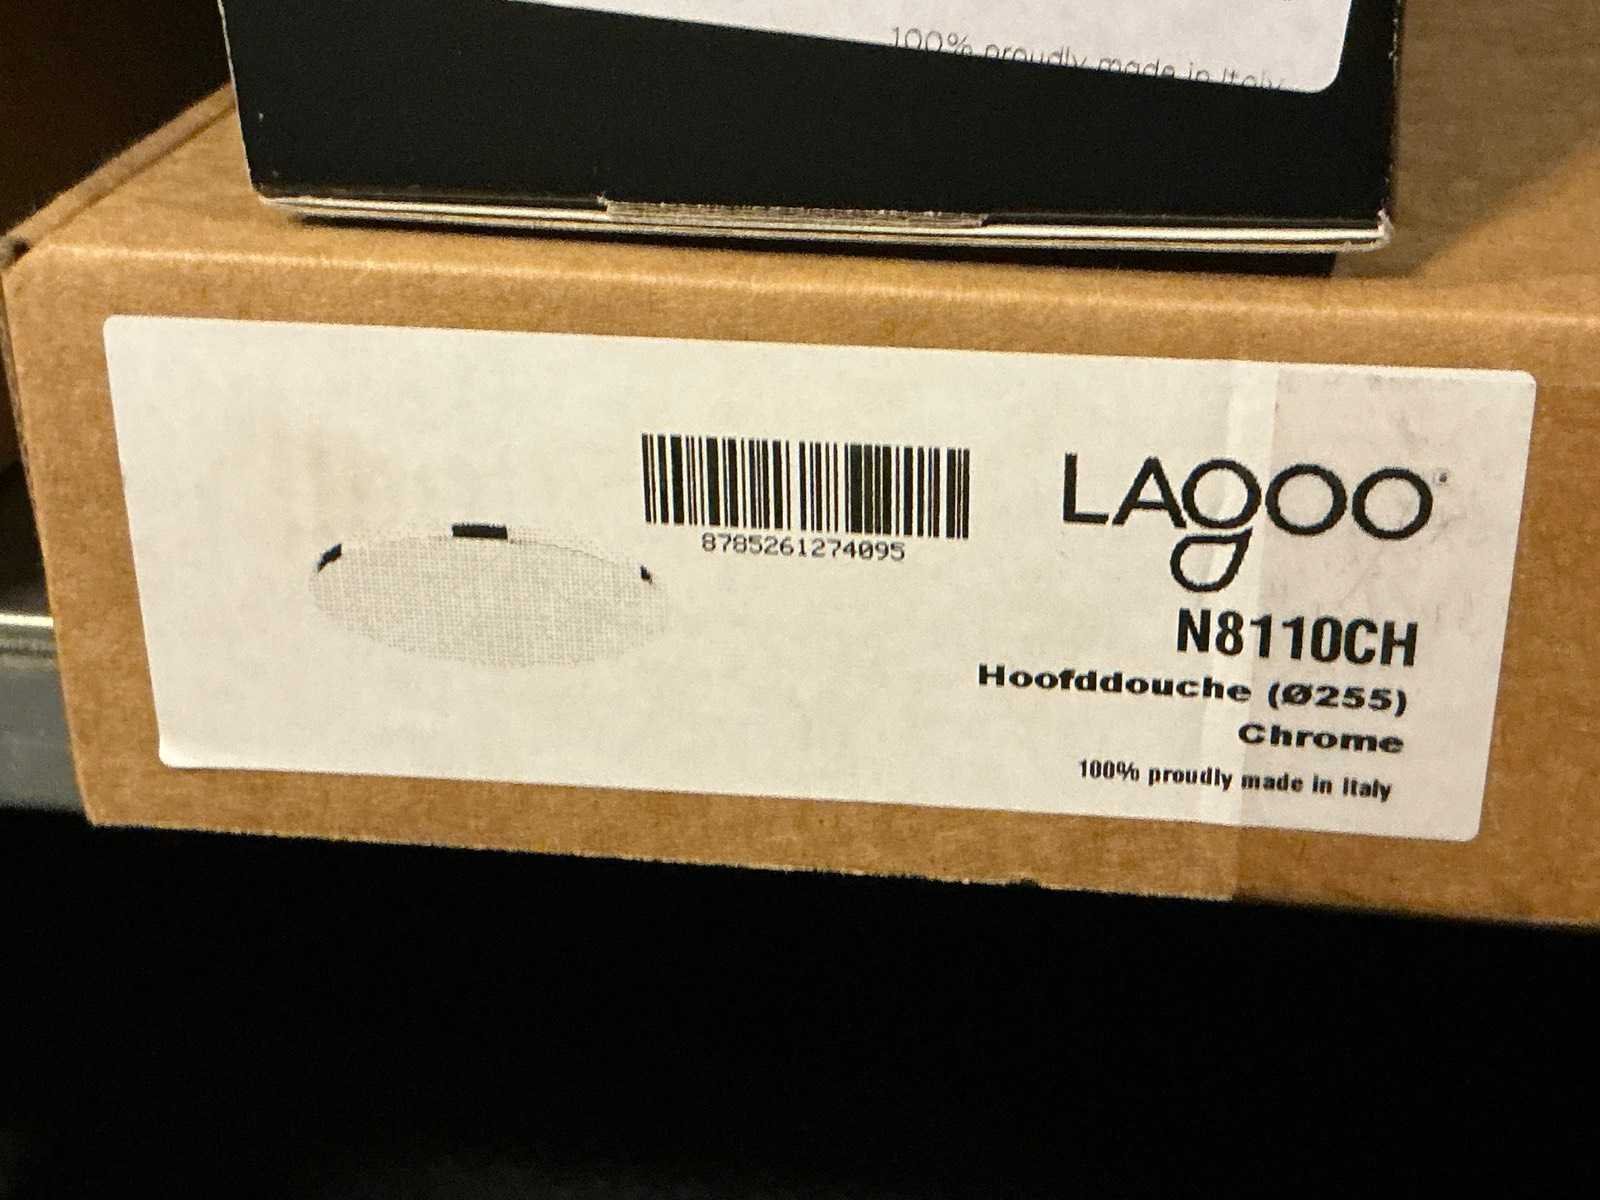 100% proudly made in Italy
8785261274095
LAGOO
N8110CH
Hoofddouche (Ø255)
Chrome
100% proudly made in Italy